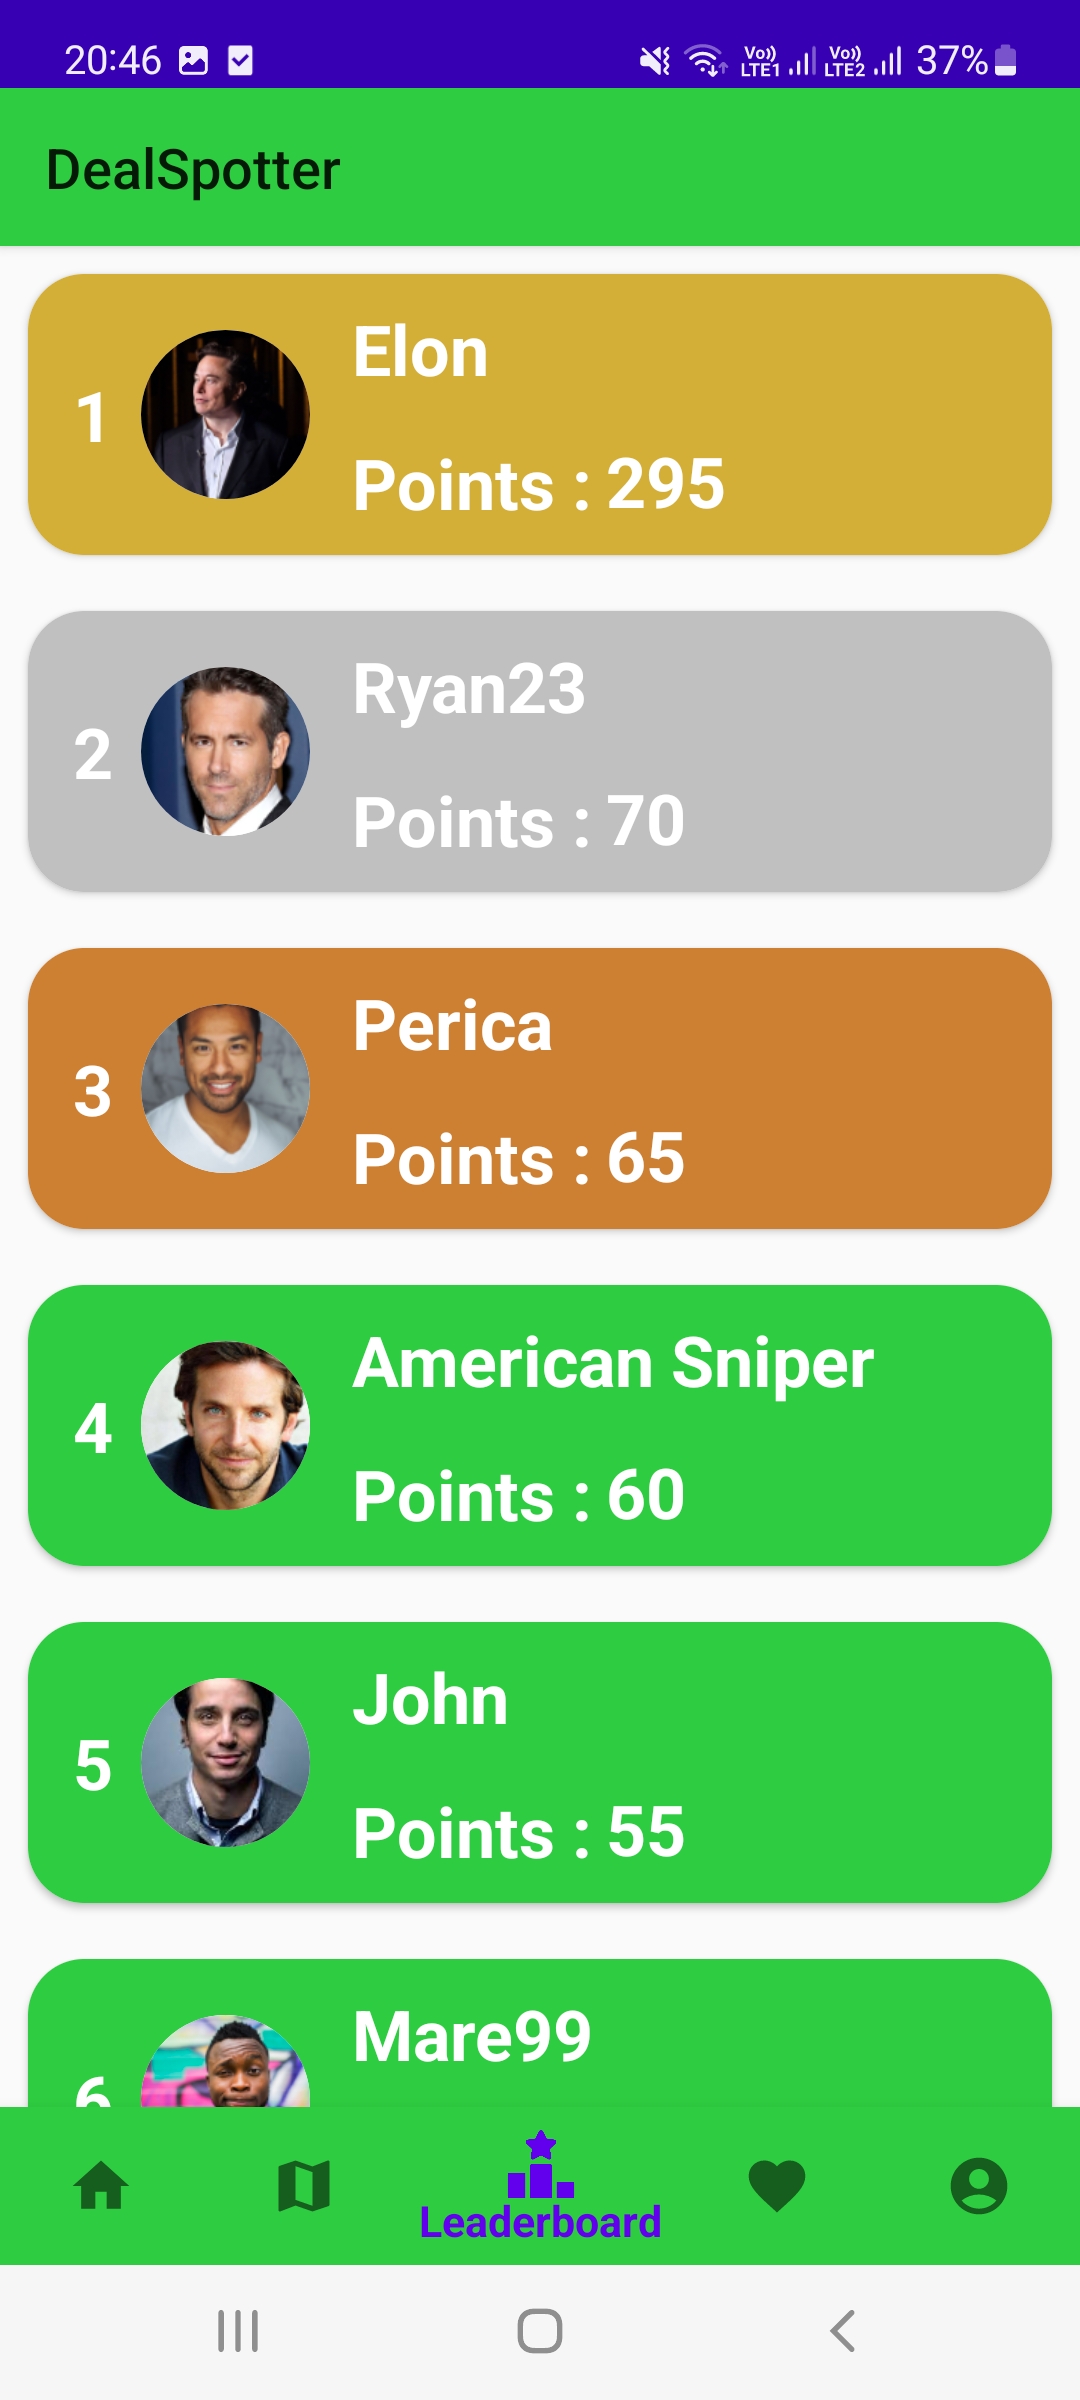 20:46 Vo)) LTE1 Vo)) LTE2 37%
DealSpotter
1
Elon
Points : 295
2
Ryan23
Points : 70
3
Perica
Points : 65
4
American Sniper
Points : 60
5
John
Points : 55
6
Mare99
Leaderboard